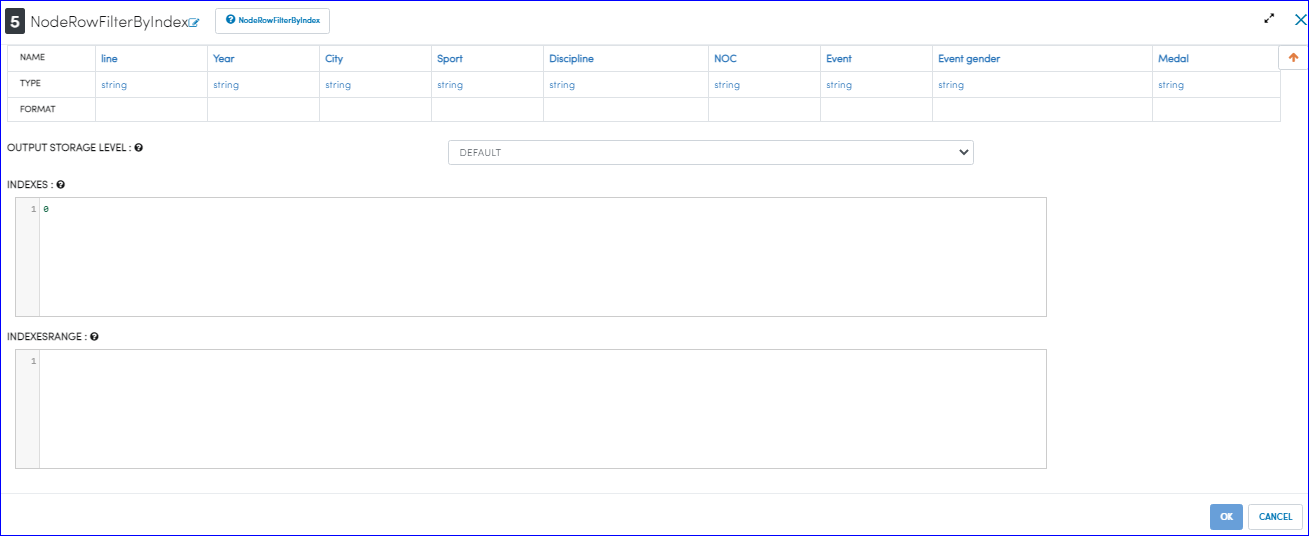 5 NodeRowFilterByIndex NodeRowFilterByIndex
NAME line Year City Sport Discipline NOC Event Event gender Medal
TYPE string string string string string string string string string
FORMAT
OUTPUT STORAGE LEVEL : DEFAULT
INDEXES :
1 0
INDEXESRANGE :
1
OK CANCEL